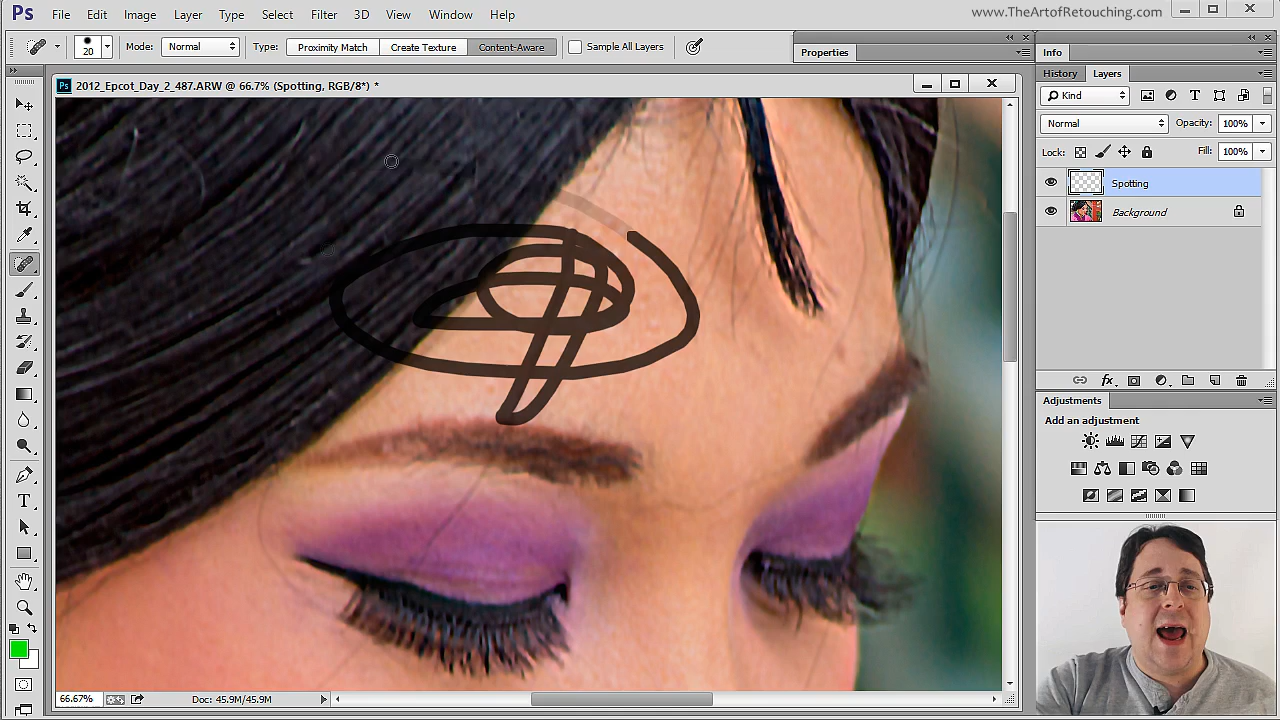 Ps File Edit Image Layer Type Select Filter 3D View Window Help
www.TheArtofRetouching.com
20 Mode: Normal Type: Proximity Match Create Texture Content-Aware Sample All Layers
Properties
Info
Ps 2012_Epcot_Day_2_487.ARW @ 66.7% (Spotting, RGB/8*) *
History Layers
Kind
Normal Opacity: 100%
Lock: Fill: 100%
Spotting
Background
fx
Adjustments
Add an adjustment
66.67% Doc: 45.9M/45.9M